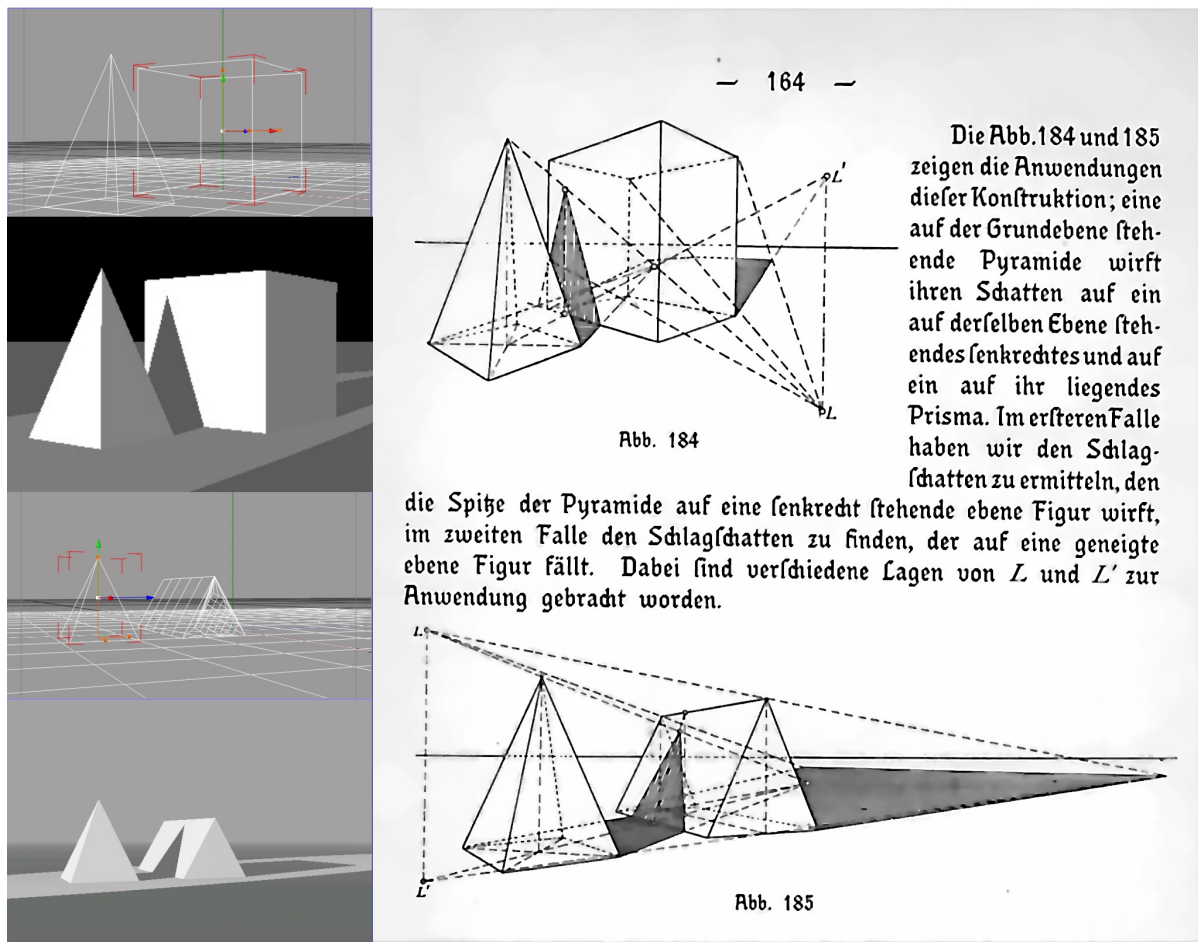 — 164 —
Die Abb. 184 und 185
zeigen die Anwendungen
dieſer Konſtruktion; eine
auf der Grundebene ſteh-
ende Pyramide wirft
ihren Schatten auf ein
auf derſelben Ebene ſteh-
endes ſenkrechtes und auf
ein auf ihr liegendes
Prisma. Im erſteren Falle
haben wir den Schlag-
ſchatten zu ermitteln, den
L'
L
Abb. 184
die Spitze der Pyramide auf eine ſenkrecht ſtehende ebene Figur wirft,
im zweiten Falle den Schlagſchatten zu finden, der auf eine geneigte
ebene Figur fällt. Dabei ſind verſchiedene Lagen von L und L' zur
Anwendung gebracht worden.
L
L'
Abb. 185